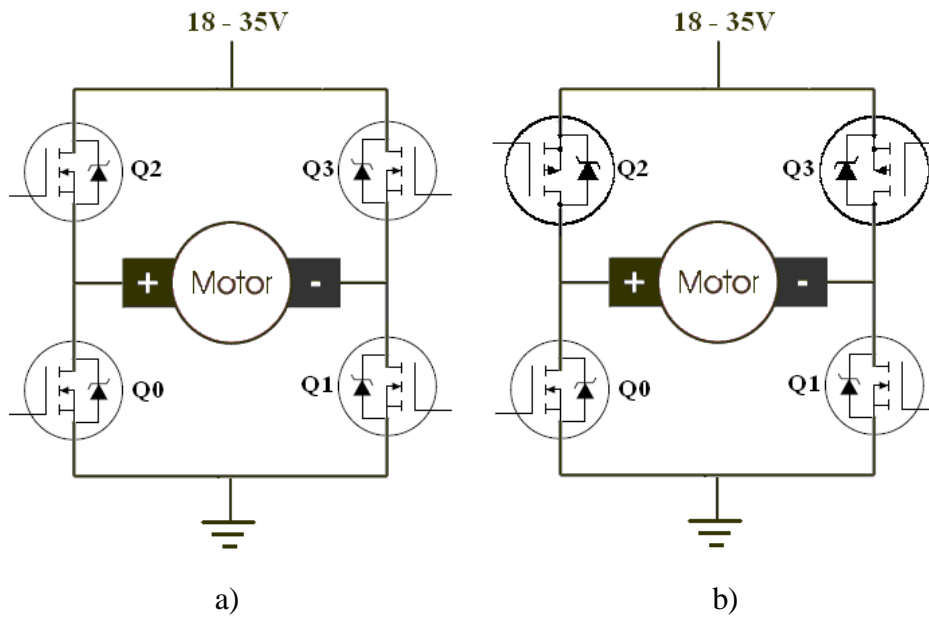 18 - 35V
Q2
Q3
+ Motor -
Q0
Q1
a)
18 - 35V
Q2
Q3
+ Motor -
Q0
Q1
b)